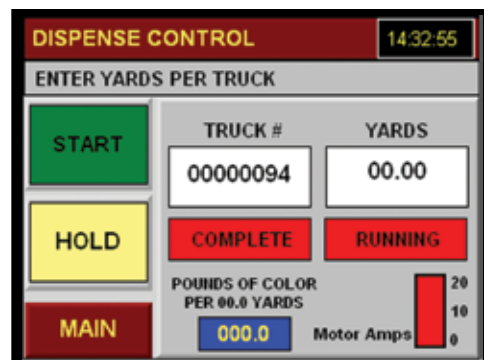 DISPENSE CONTROL 14:32:55
ENTER YARDS PER TRUCK
START
TRUCK # YARDS
00000094 00.00
HOLD
COMPLETE RUNNING
POUNDS OF COLOR
PER 00.0 YARDS
000.0
MAIN
Motor Amps
20
10
0